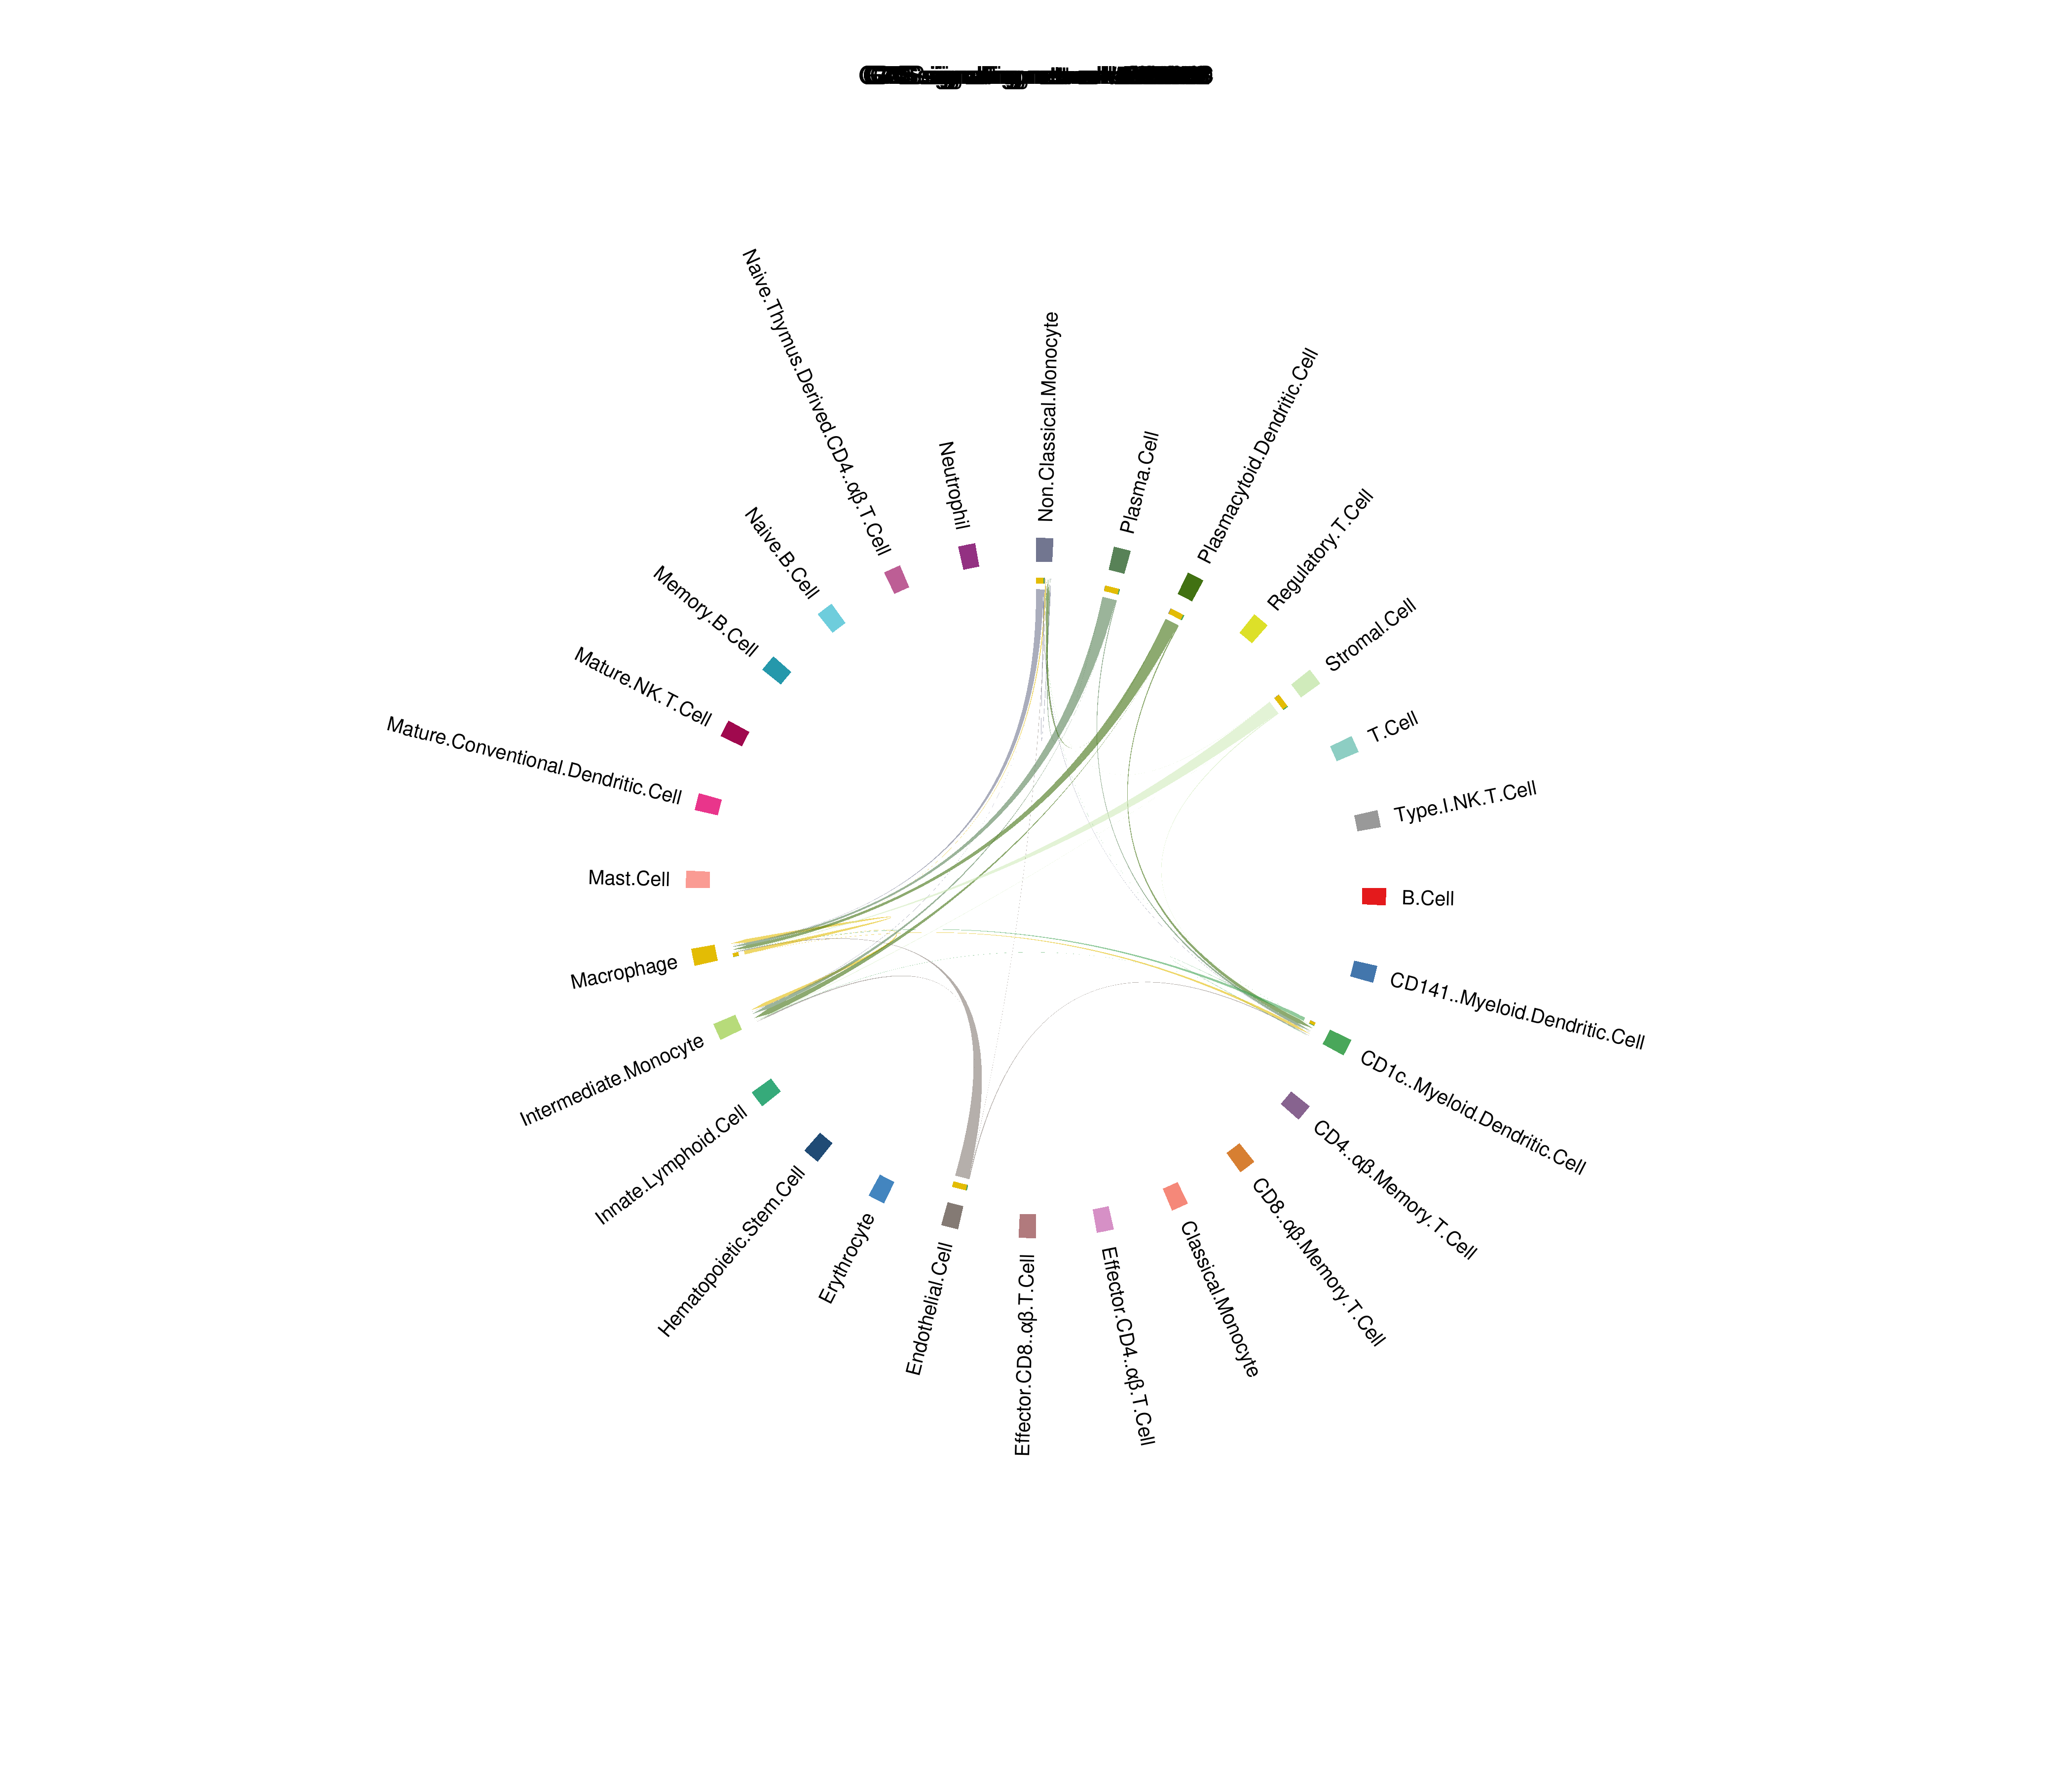 Non.Classical.Monocyte
Plasma.Cell
Plasmacytoid.Dendritic.Cell
Regulatory.T.Cell
Stromal.Cell
T.Cell
Type.I.NK.T.Cell
B.Cell
CD141..Myeloid.Dendritic.Cell
CD1c..Myeloid.Dendritic.Cell
CD4..αβ.Memory.T.Cell
CD8..αβ.Memory.T.Cell
Classical.Monocyte
Effector.CD4..αβ.T.Cell
Effector.CD8..αβ.T.Cell
Endothelial.Cell
Erythrocyte
Hematopoietic.Stem.Cell
Innate.Lymphoid.Cell
Intermediate.Monocyte
Macrophage
Mast.Cell
Mature.Conventional.Dendritic.Cell
Mature.NK.T.Cell
Memory.B.Cell
Naive.B.Cell
Naive.Thymus.Derived.CD4..αβ.T.Cell
Neutrophil